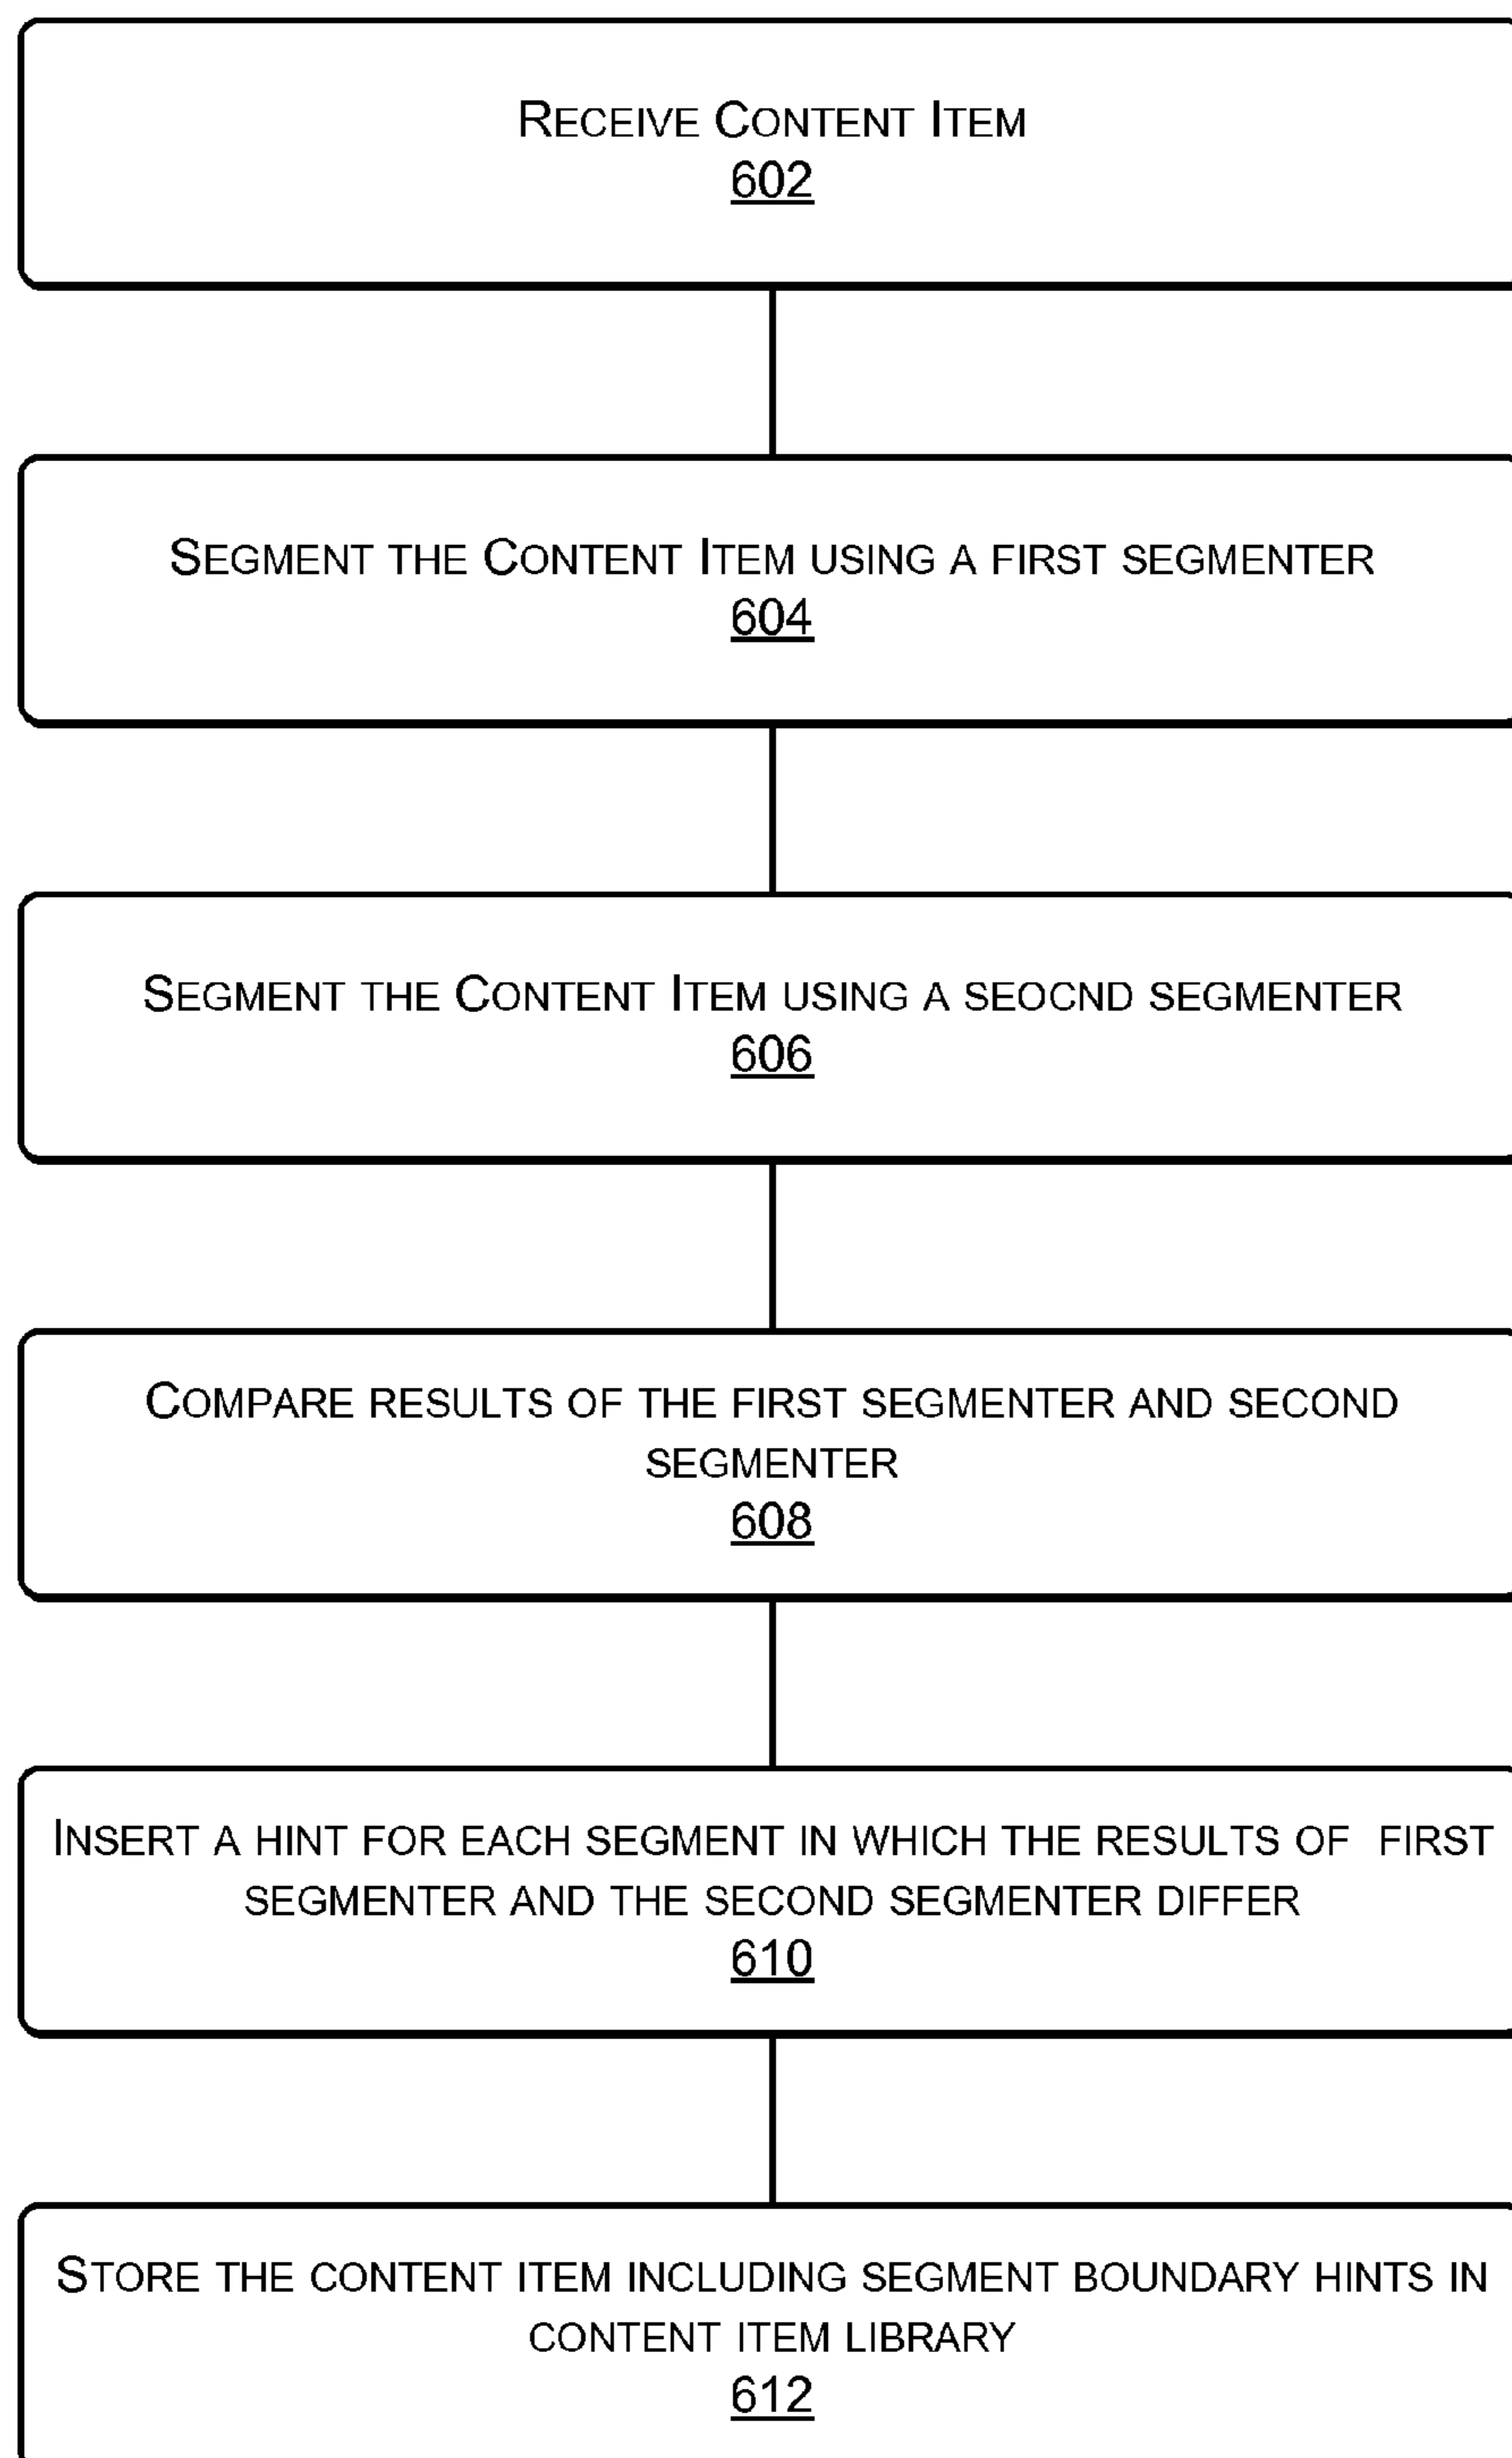 RECEIVE CONTENT ITEM
602
SEGMENT THE CONTENT ITEM USING A FIRST SEGMENTER
604
SEGMENT THE CONTENT ITEM USING A SEOCND SEGMENTER
606
COMPARE RESULTS OF THE FIRST SEGMENTER AND SECOND
SEGMENTER
608
INSERT A HINT FOR EACH SEGMENT IN WHICH THE RESULTS OF FIRST
SEGMENTER AND THE SECOND SEGMENTER DIFFER
610
STORE THE CONTENT ITEM INCLUDING SEGMENT BOUNDARY HINTS IN
CONTENT ITEM LIBRARY
612